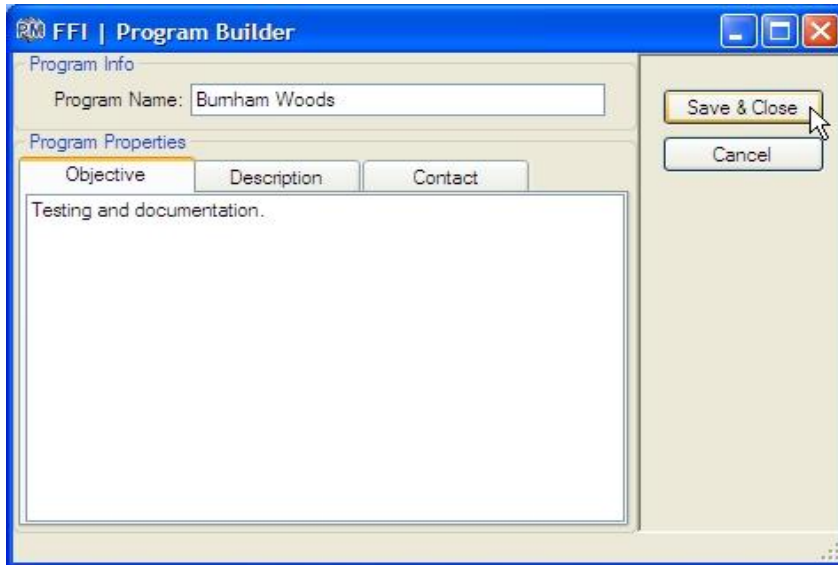 FFI | Program Builder
Program Info
Program Name: Burnham Woods
Save & Close
Cancel
Program Properties
Objective Description Contact
Testing and documentation.